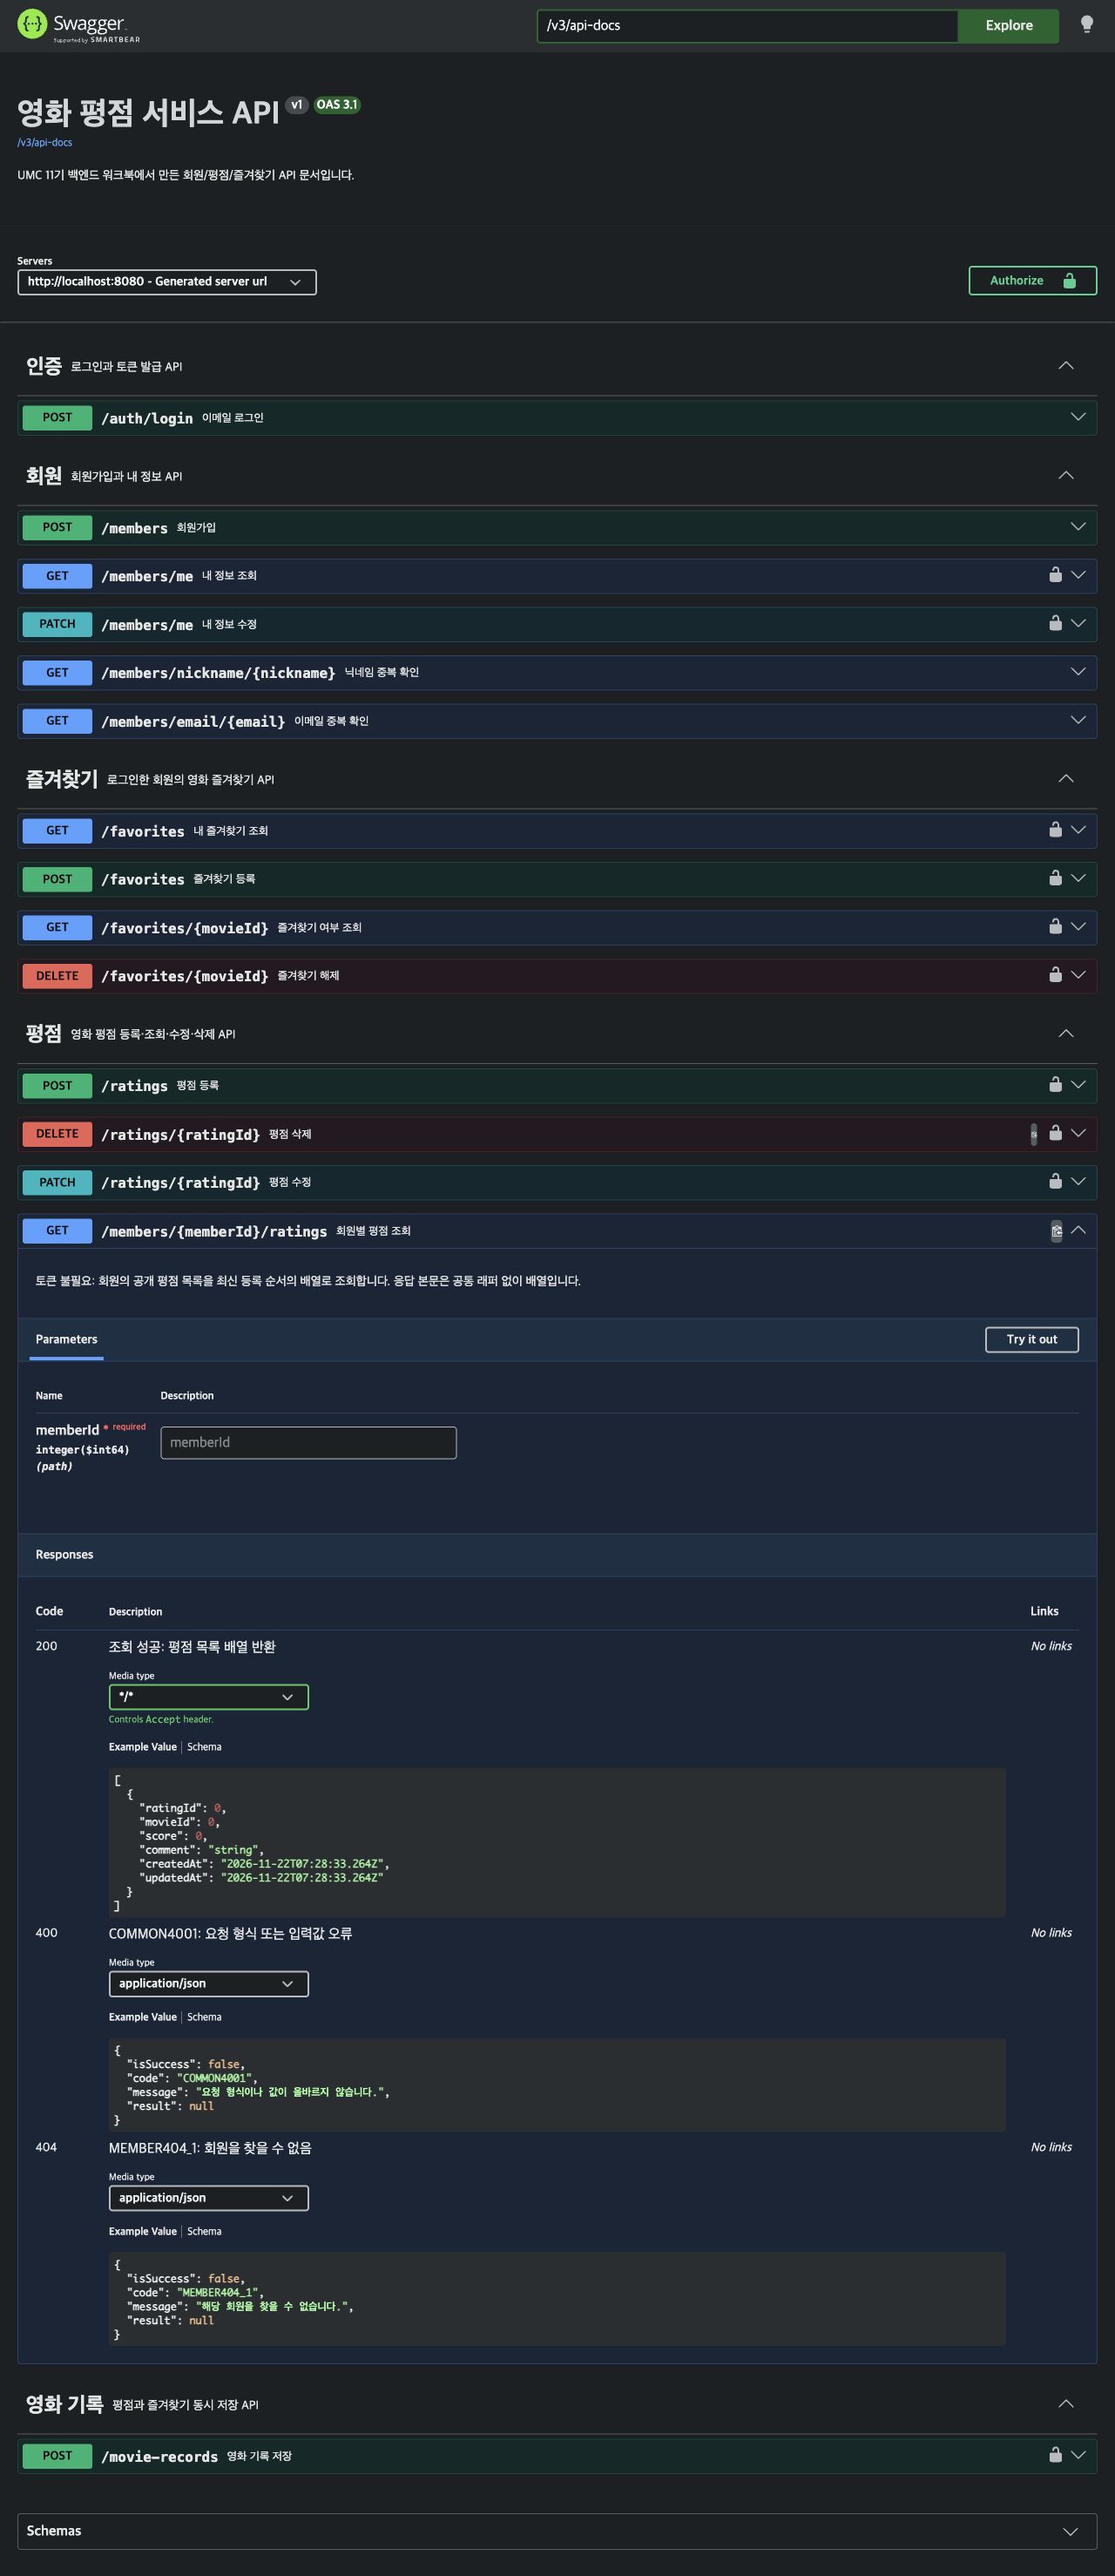 Swagger.
Supported by SMARTBEAR
/v3/api-docs
Explore
영화 평점 서비스 API v1 OAS 3.1
/v3/api-docs
UMC 11기 백엔드 워크북에서 만든 회원/평점/즐겨찾기 API 문서입니다.
Servers
http://localhost:8080 - Generated server url
Authorize
인증 로그인과 토큰 발급 API
POST /auth/login 이메일 로그인
회원 회원가입과 내 정보 API
POST /members 회원가입
GET /members/me 내 정보 조회
PATCH /members/me 내 정보 수정
GET /members/nickname/{nickname} 닉네임 중복 확인
GET /members/email/{email} 이메일 중복 확인
즐겨찾기 로그인한 회원의 영화 즐겨찾기 API
GET /favorites 내 즐겨찾기 조회
POST /favorites 즐겨찾기 등록
GET /favorites/{movieId} 즐겨찾기 여부 조회
DELETE /favorites/{movieId} 즐겨찾기 해제
평점 영화 평점 등록·조회·수정·삭제 API
POST /ratings 평점 등록
DELETE /ratings/{ratingId} 평점 삭제
PATCH /ratings/{ratingId} 평점 수정
GET /members/{memberId}/ratings 회원별 평점 조회
토큰 불필요: 회원의 공개 평점 목록을 최신 등록 순서의 배열로 조회합니다. 응답 본문은 공통 래퍼 없이 배열입니다.
Parameters
Try it out
Name Description
memberId * required
integer($int64)
(path)
memberId
Responses
Code Description Links
200 조회 성공: 평점 목록 배열 반환 No links
Media type
*/*
Controls Accept header.
Example Value | Schema
[
{
"ratingId": 0,
"movieId": 0,
"score": 0,
"comment": "string",
"createdAt": "2026-11-22T07:28:33.264Z",
"updatedAt": "2026-11-22T07:28:33.264Z"
}
]
400 COMMON4001: 요청 형식 또는 입력값 오류 No links
Media type
application/json
Example Value | Schema
{
"isSuccess": false,
"code": "COMMON4001",
"message": "요청 형식이나 값이 올바르지 않습니다.",
"result": null
}
404 MEMBER404_1: 회원을 찾을 수 없음 No links
Media type
application/json
Example Value | Schema
{
"isSuccess": false,
"code": "MEMBER404_1",
"message": "해당 회원을 찾을 수 없습니다.",
"result": null
}
영화 기록 평점과 즐겨찾기 동시 저장 API
POST /movie-records 영화 기록 저장
Schemas